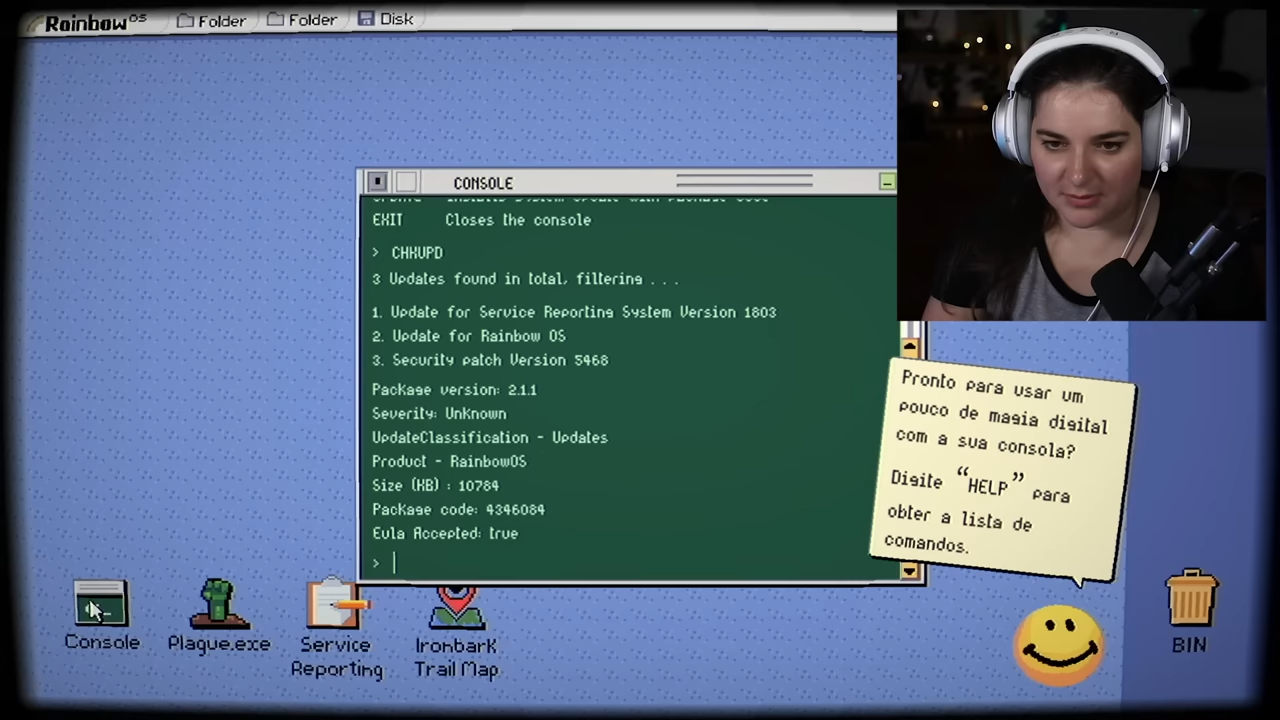 Rainbow OS
Folder
Folder
Disk
CONSOLE
EXIT Closes the console
> CHKUPD
3 Updates found in total, filtering ...
1. Update for Service Reporting System Version 1803
2. Update for Rainbow OS
3. Security patch Version 5468
Package version: 2.1.1
Severity: Unknown
UpdateClassification - Updates
Product - RainbowOS
Size (KB) : 10784
Package code: 4346084
Eula Accepted: true
>
Pronto para usar um
pouco de magia digital
com a sua consola?
Digite "HELP" para
obter a lista de
comandos.
Console
Plague.exe
Service
Reporting
Ironbark
Trail Map
BIN